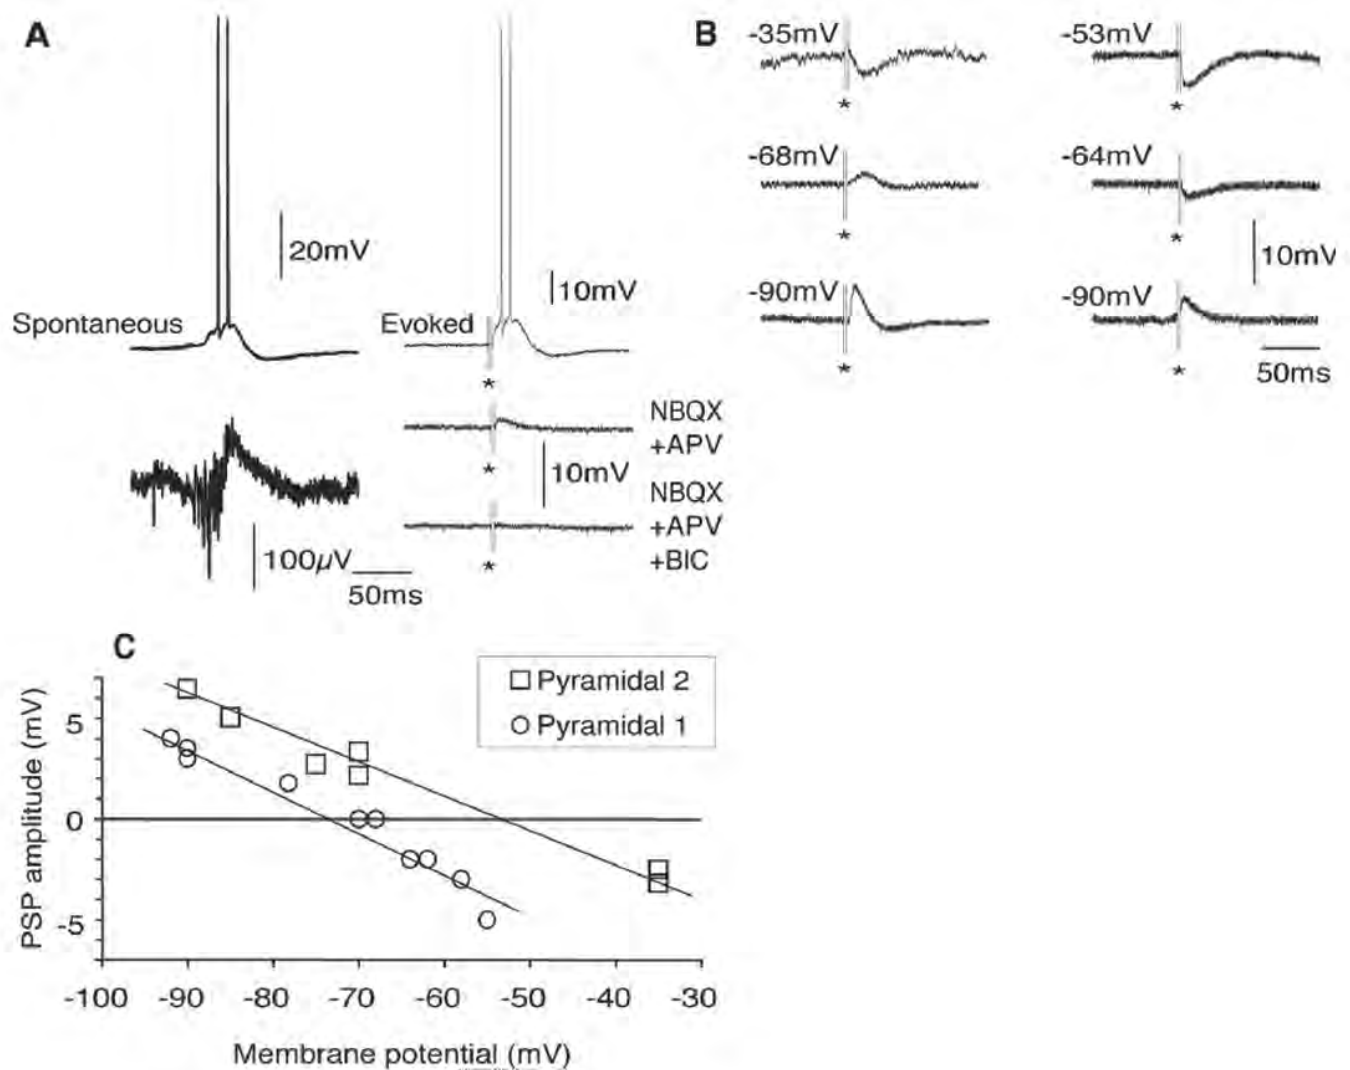 A
20mV
10mV
Spontaneous
Evoked
*
NBQX
+APV
*
10mV
NBQX
+APV
+BIC
*
100µV
50ms
B
-35mV
*
-53mV
*
-68mV
*
-64mV
*
10mV
-90mV
*
-90mV
*
50ms
C
Pyramidal 2
Pyramidal 1
PSP amplitude (mV)
5
0
-5
-100 -90 -80 -70 -60 -50 -40 -30
Membrane potential (mV)